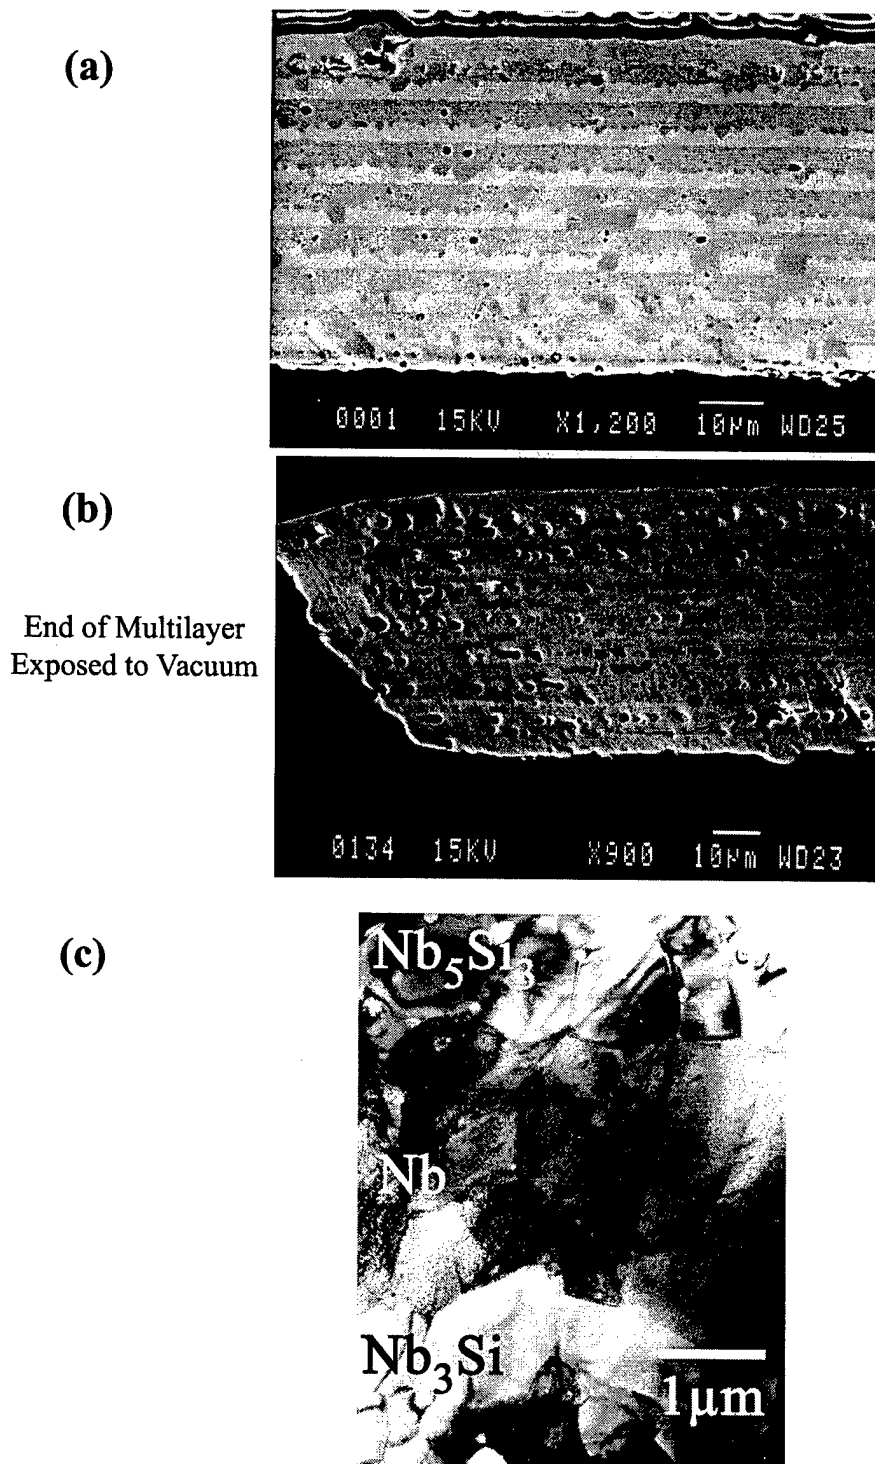 (a)
0001 15KV X1,200 10µm WD25
(b)
End of Multilayer
Exposed to Vacuum
0134 15KV X900 10µm WD23
(c)
Nb₅Si₃
Nb
Nb₃Si
1µm